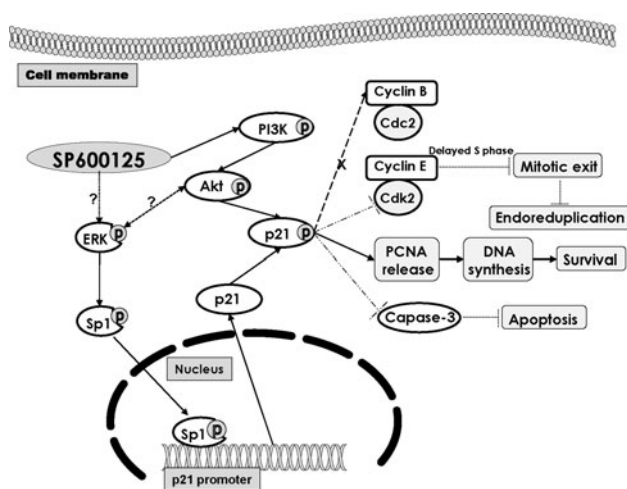 Cell membrane
Cyclin B
Cdc2
PI3K
p
SP600125
X
Cyclin E
Delayed S phase
Mitotic exit
Cdk2
?
?
Akt
p
Endoreduplication
ERK
p
p21
p
PCNA
release
DNA
synthesis
Survival
p21
Sp1
p
Capase-3
Apoptosis
Nucleus
Sp1
p
p21 promoter